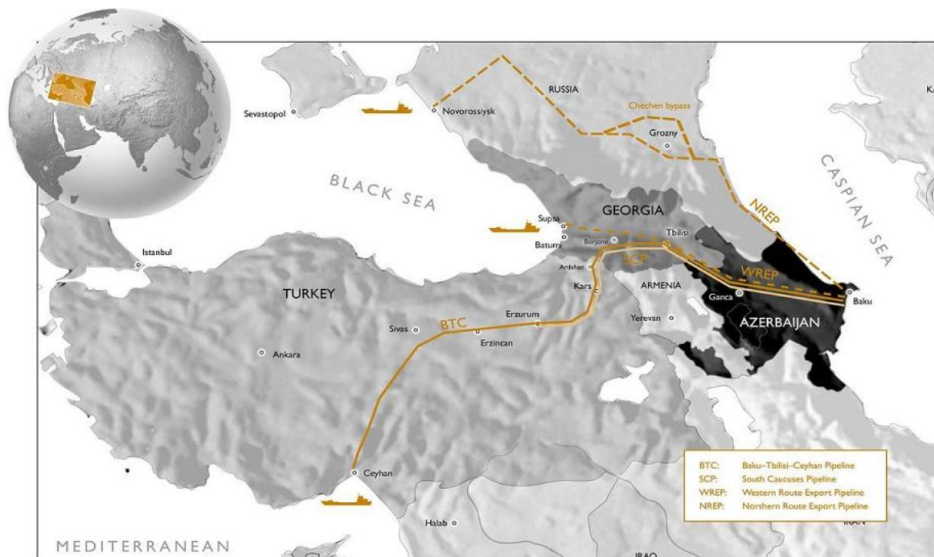 RUSSIA
Chechen bypass
Sevastopol
Novorossiysk
Grozny
BLACK SEA
CASPIAN SEA
NREP
GEORGIA
Supsa
Tbilisi
Batumi
Borjomi
SCP
Istanbul
Ardahan
WREP
TURKEY
Kars
ARMENIA
Ganca
Baku
Erzurum
Yerevan
AZERBAIJAN
Sivas
BTC
Erzincan
Ankara
Ceyhan
BTC: Baku–Tbilisi–Ceyhan Pipeline
SCP: South Caucuses Pipeline
WREP: Western Route Export Pipeline
NREP: Northern Route Export Pipeline
Halab
IRAN
MEDITERRANEAN
IRAQ